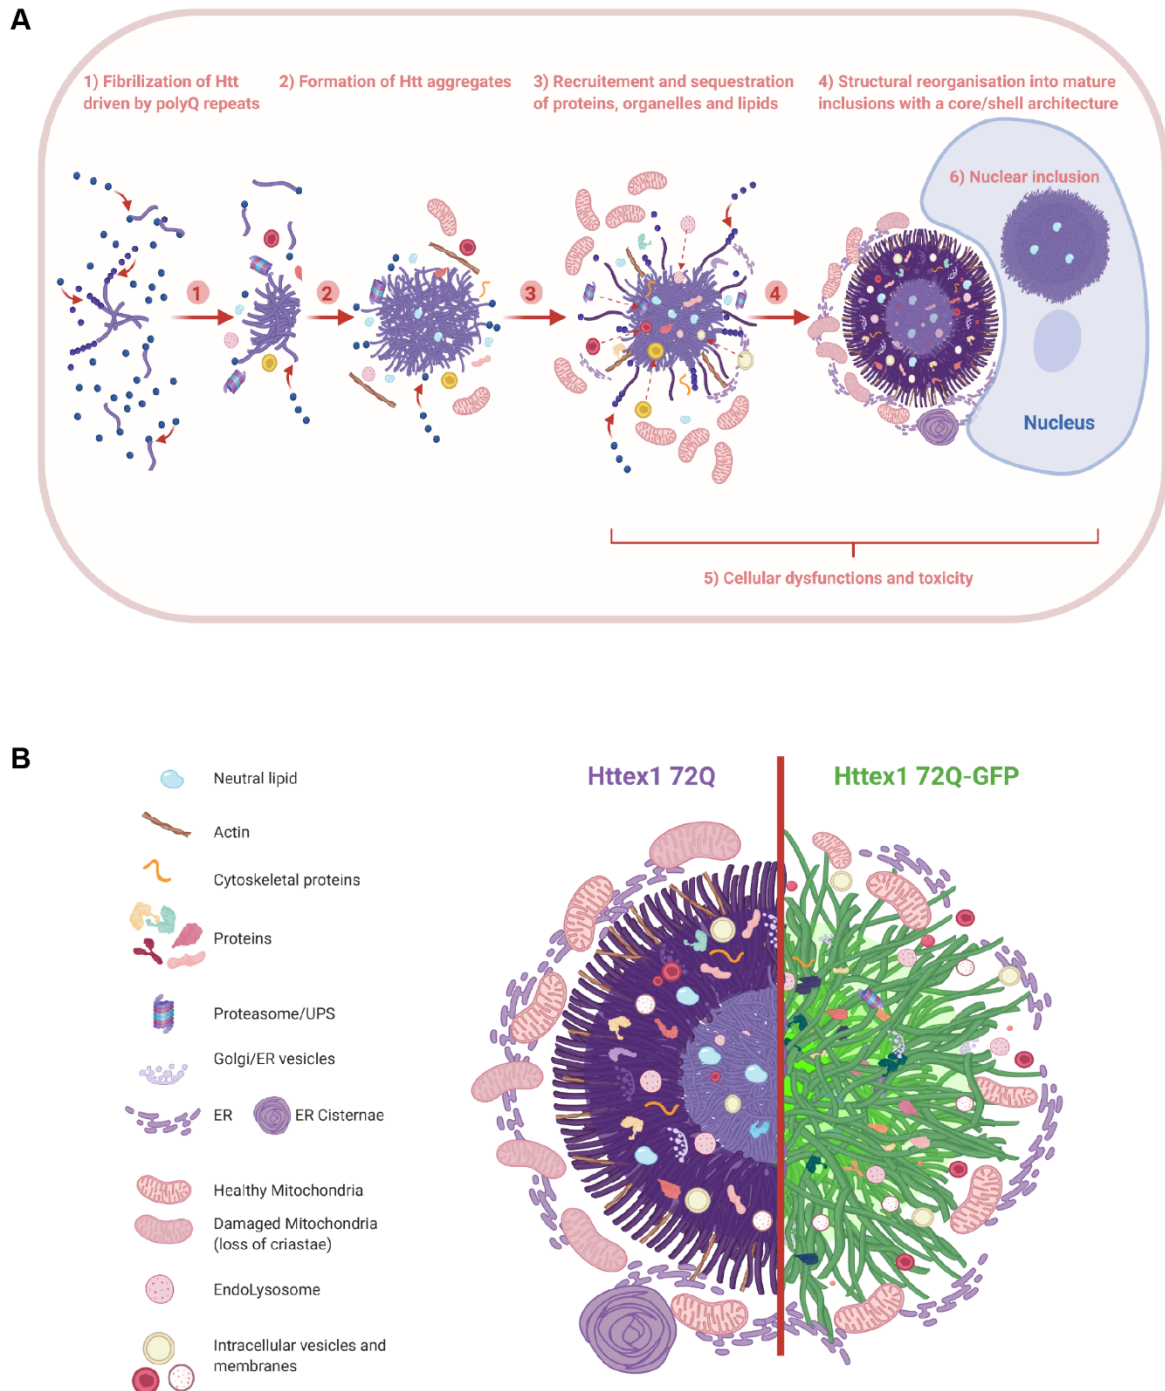 A
1) Fibrilization of Htt
driven by polyQ repeats
2) Formation of Htt aggregates
3) Recruitement and sequestration
of proteins, organelles and lipids
4) Structural reorganisation into mature
inclusions with a core/shell architecture
6) Nuclear inclusion
1
2
3
4
Nucleus
5) Cellular dysfunctions and toxicity
B
Neutral lipid
Actin
Cytoskeletal proteins
Proteins
Proteasome/UPS
Golgi/ER vesicles
ER
ER Cisternae
Healthy Mitochondria
Damaged Mitochondria
(loss of criastae)
EndoLysosome
Intracellular vesicles and
membranes
Httex1 72Q
Httex1 72Q-GFP